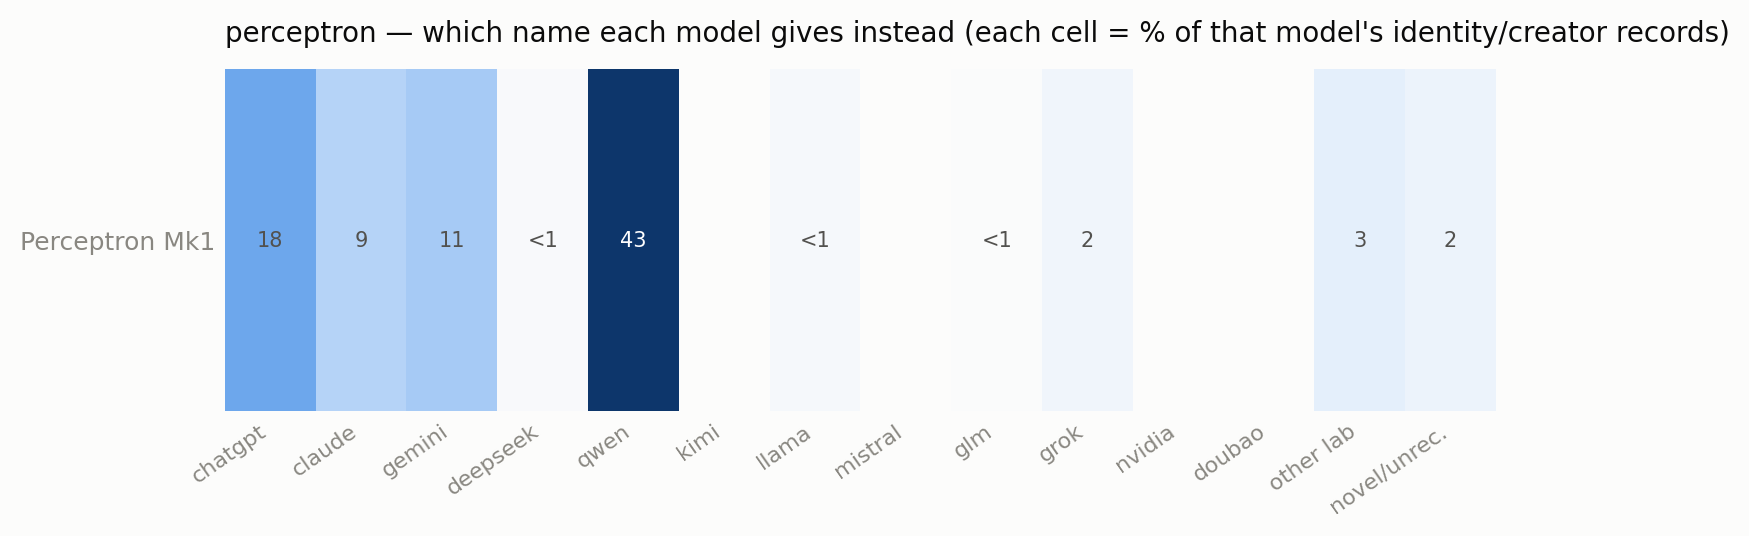 perceptron — which name each model gives instead (each cell = % of that model's identity/creator records)
Perceptron Mk1
18 9 11 <1 43 <1 <1 2 3 2
chatgpt claude gemini deepseek qwen kimi llama mistral glm grok nvidia doubao other lab novel/unrec.